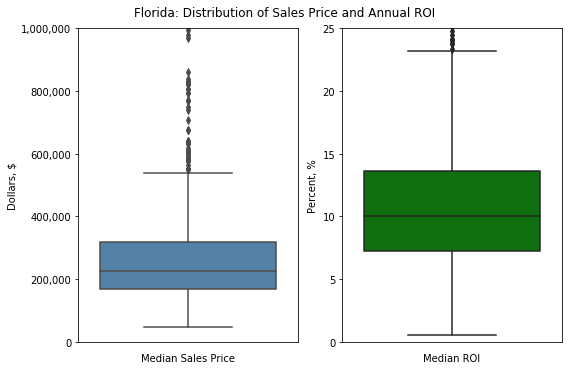 Florida: Distribution of Sales Price and Annual ROI
Dollars, $
1,000,000
800,000
600,000
400,000
200,000
0
Median Sales Price
Percent, %
25
20
15
10
5
0
Median ROI